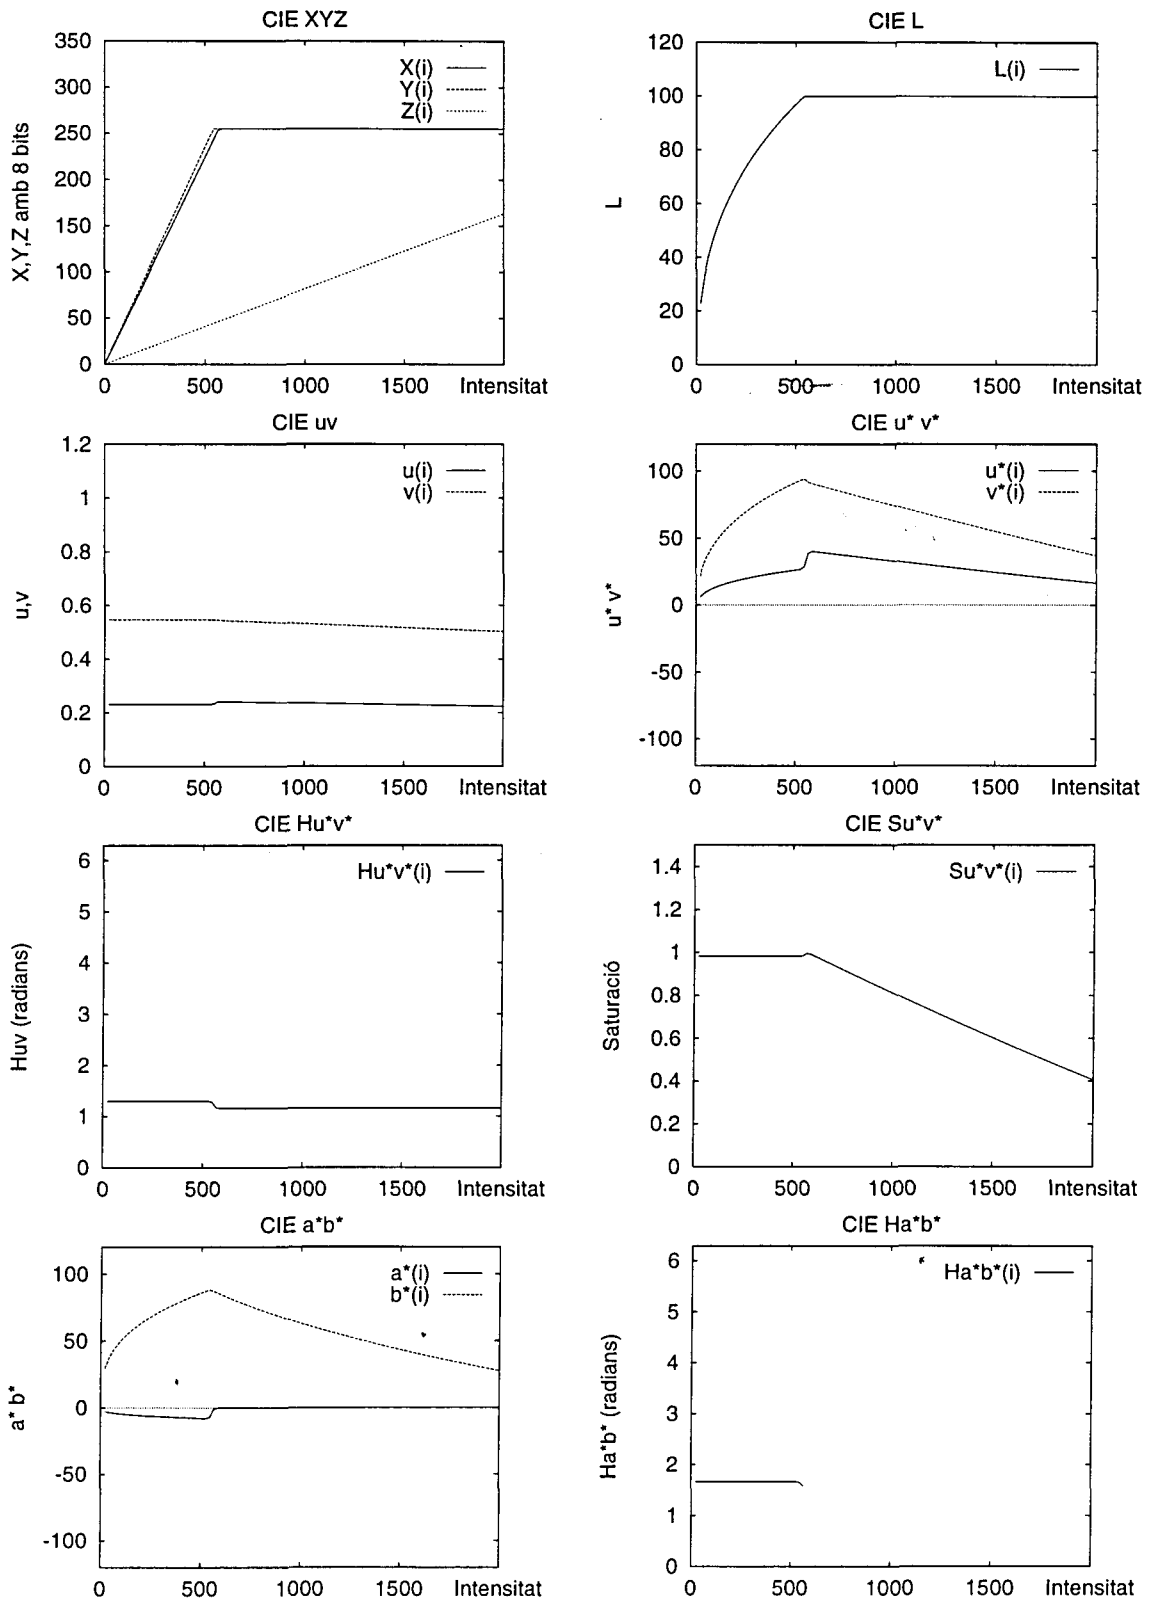 CIE XYZ
350
300
250
200
150
100
50
0
X,Y,Z amb 8 bits
X(i)
Y(i)
Z(i)
0 500 1000 1500 Intensitat
CIE L
120
100
80
60
40
20
0
L
L(i)
0 500 1000 1500 Intensitat
CIE uv
1.2
1
0.8
0.6
0.4
0.2
0
u,v
u(i)
v(i)
0 500 1000 1500 Intensitat
CIE u* v*
100
50
0
-50
-100
u* v*
u*(i)
v*(i)
0 500 1000 1500 Intensitat
CIE Hu*v*
6
5
4
3
2
1
0
Huv (radians)
Hu*v*(i)
0 500 1000 1500 Intensitat
CIE Su*v*
1.4
1.2
1
0.8
0.6
0.4
0.2
0
Saturació
Su*v*(i)
0 500 1000 1500 Intensitat
CIE a*b*
100
50
0
-50
-100
a* b*
a*(i)
b*(i)
0 500 1000 1500 Intensitat
CIE Ha*b*
6
5
4
3
2
1
0
Ha*b* (radians)
Ha*b*(i)
0 500 1000 1500 Intensitat